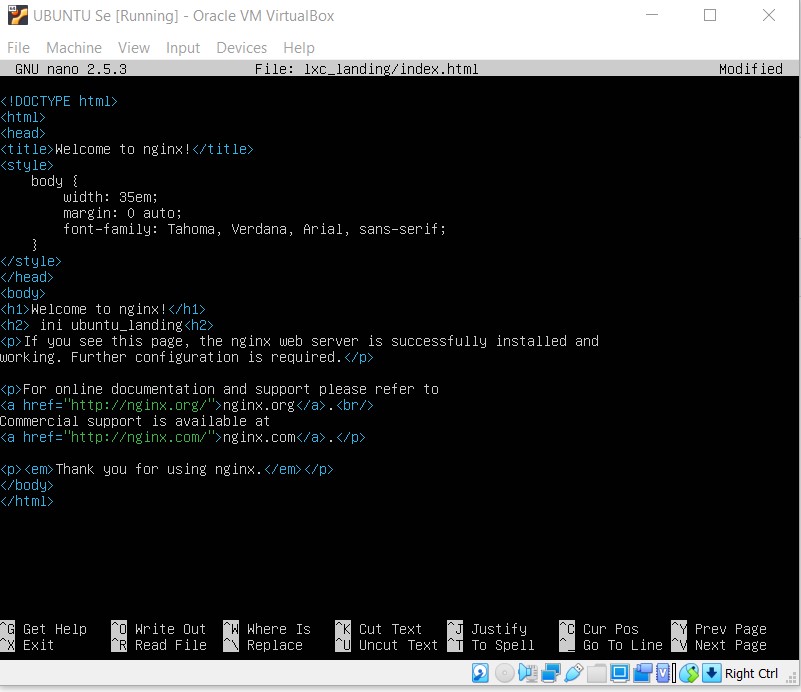 UBUNTU Se [Running] - Oracle VM VirtualBox
File Machine View Input Devices Help
GNU nano 2.5.3 File: lxc_landing/index.html Modified
<!DOCTYPE html>
<html>
<head>
<title>Welcome to nginx!</title>
<style>
    body {
        width: 35em;
        margin: 0 auto;
        font-family: Tahoma, Verdana, Arial, sans-serif;
    }
</style>
</head>
<body>
<h1>Welcome to nginx!</h1>
<h2> ini ubuntu_landing<h2>
<p>If you see this page, the nginx web server is successfully installed and
working. Further configuration is required.</p>
<p>For online documentation and support please refer to
<a href="http://nginx.org/">nginx.org</a>.<br/>
Commercial support is available at
<a href="http://nginx.com/">nginx.com</a>.</p>
<p><em>Thank you for using nginx.</em></p>
</body>
</html>
^G Get Help ^O Write Out ^W Where Is ^K Cut Text ^J Justify ^C Cur Pos ^Y Prev Page
^X Exit ^R Read File ^\ Replace ^U Uncut Text ^T To Spell ^_ Go To Line ^V Next Page
Right Ctrl